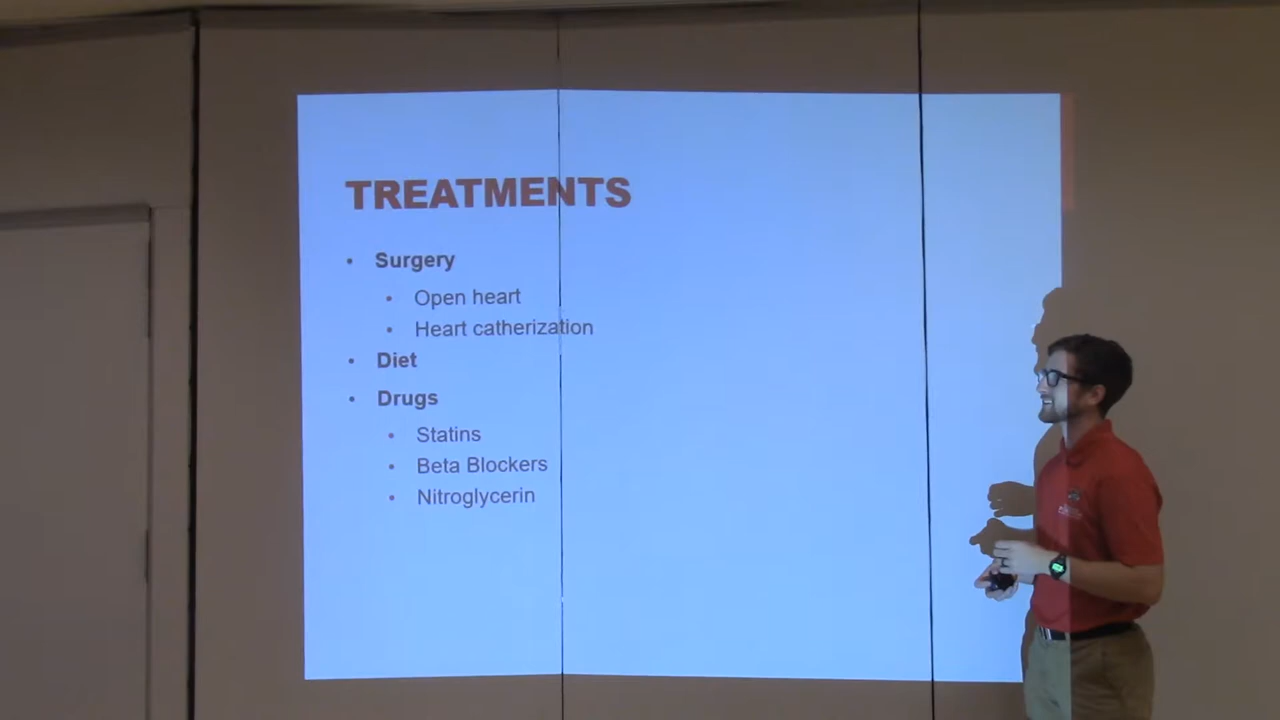 TREATMENTS
• Surgery
• Open heart
• Heart catherization
• Diet
• Drugs
• Statins
• Beta Blockers
• Nitroglycerin